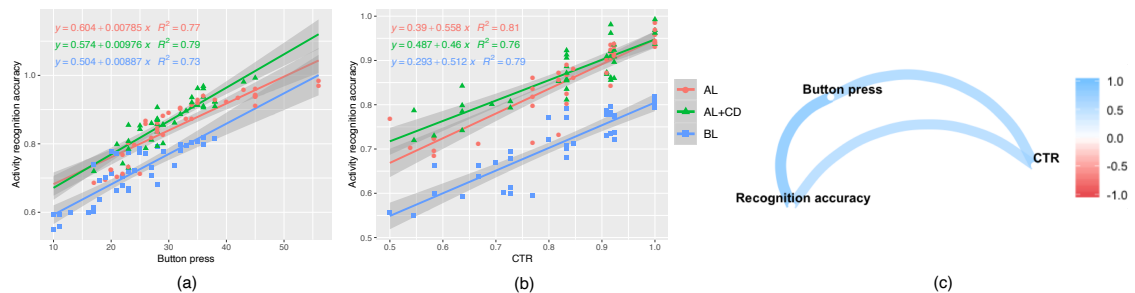 y = 0.604 + 0.00785 x R² = 0.77
y = 0.574 + 0.00976 x R² = 0.79
y = 0.504 + 0.00887 x R² = 0.73
Activity recognition accuracy
1.0
0.8
0.6
10
20
30
40
50
Button press
(a)
y = 0.39 + 0.558 x R² = 0.81
y = 0.487 + 0.46 x R² = 0.76
y = 0.293 + 0.512 x R² = 0.79
Activity recognition accuracy
1.0
0.9
0.8
0.7
0.6
0.5
0.5
0.6
0.7
0.8
0.9
1.0
CTR
(b)
AL
AL+CD
BL
Button press
CTR
Recognition accuracy
1.0
0.5
0.0
-0.5
-1.0
(c)